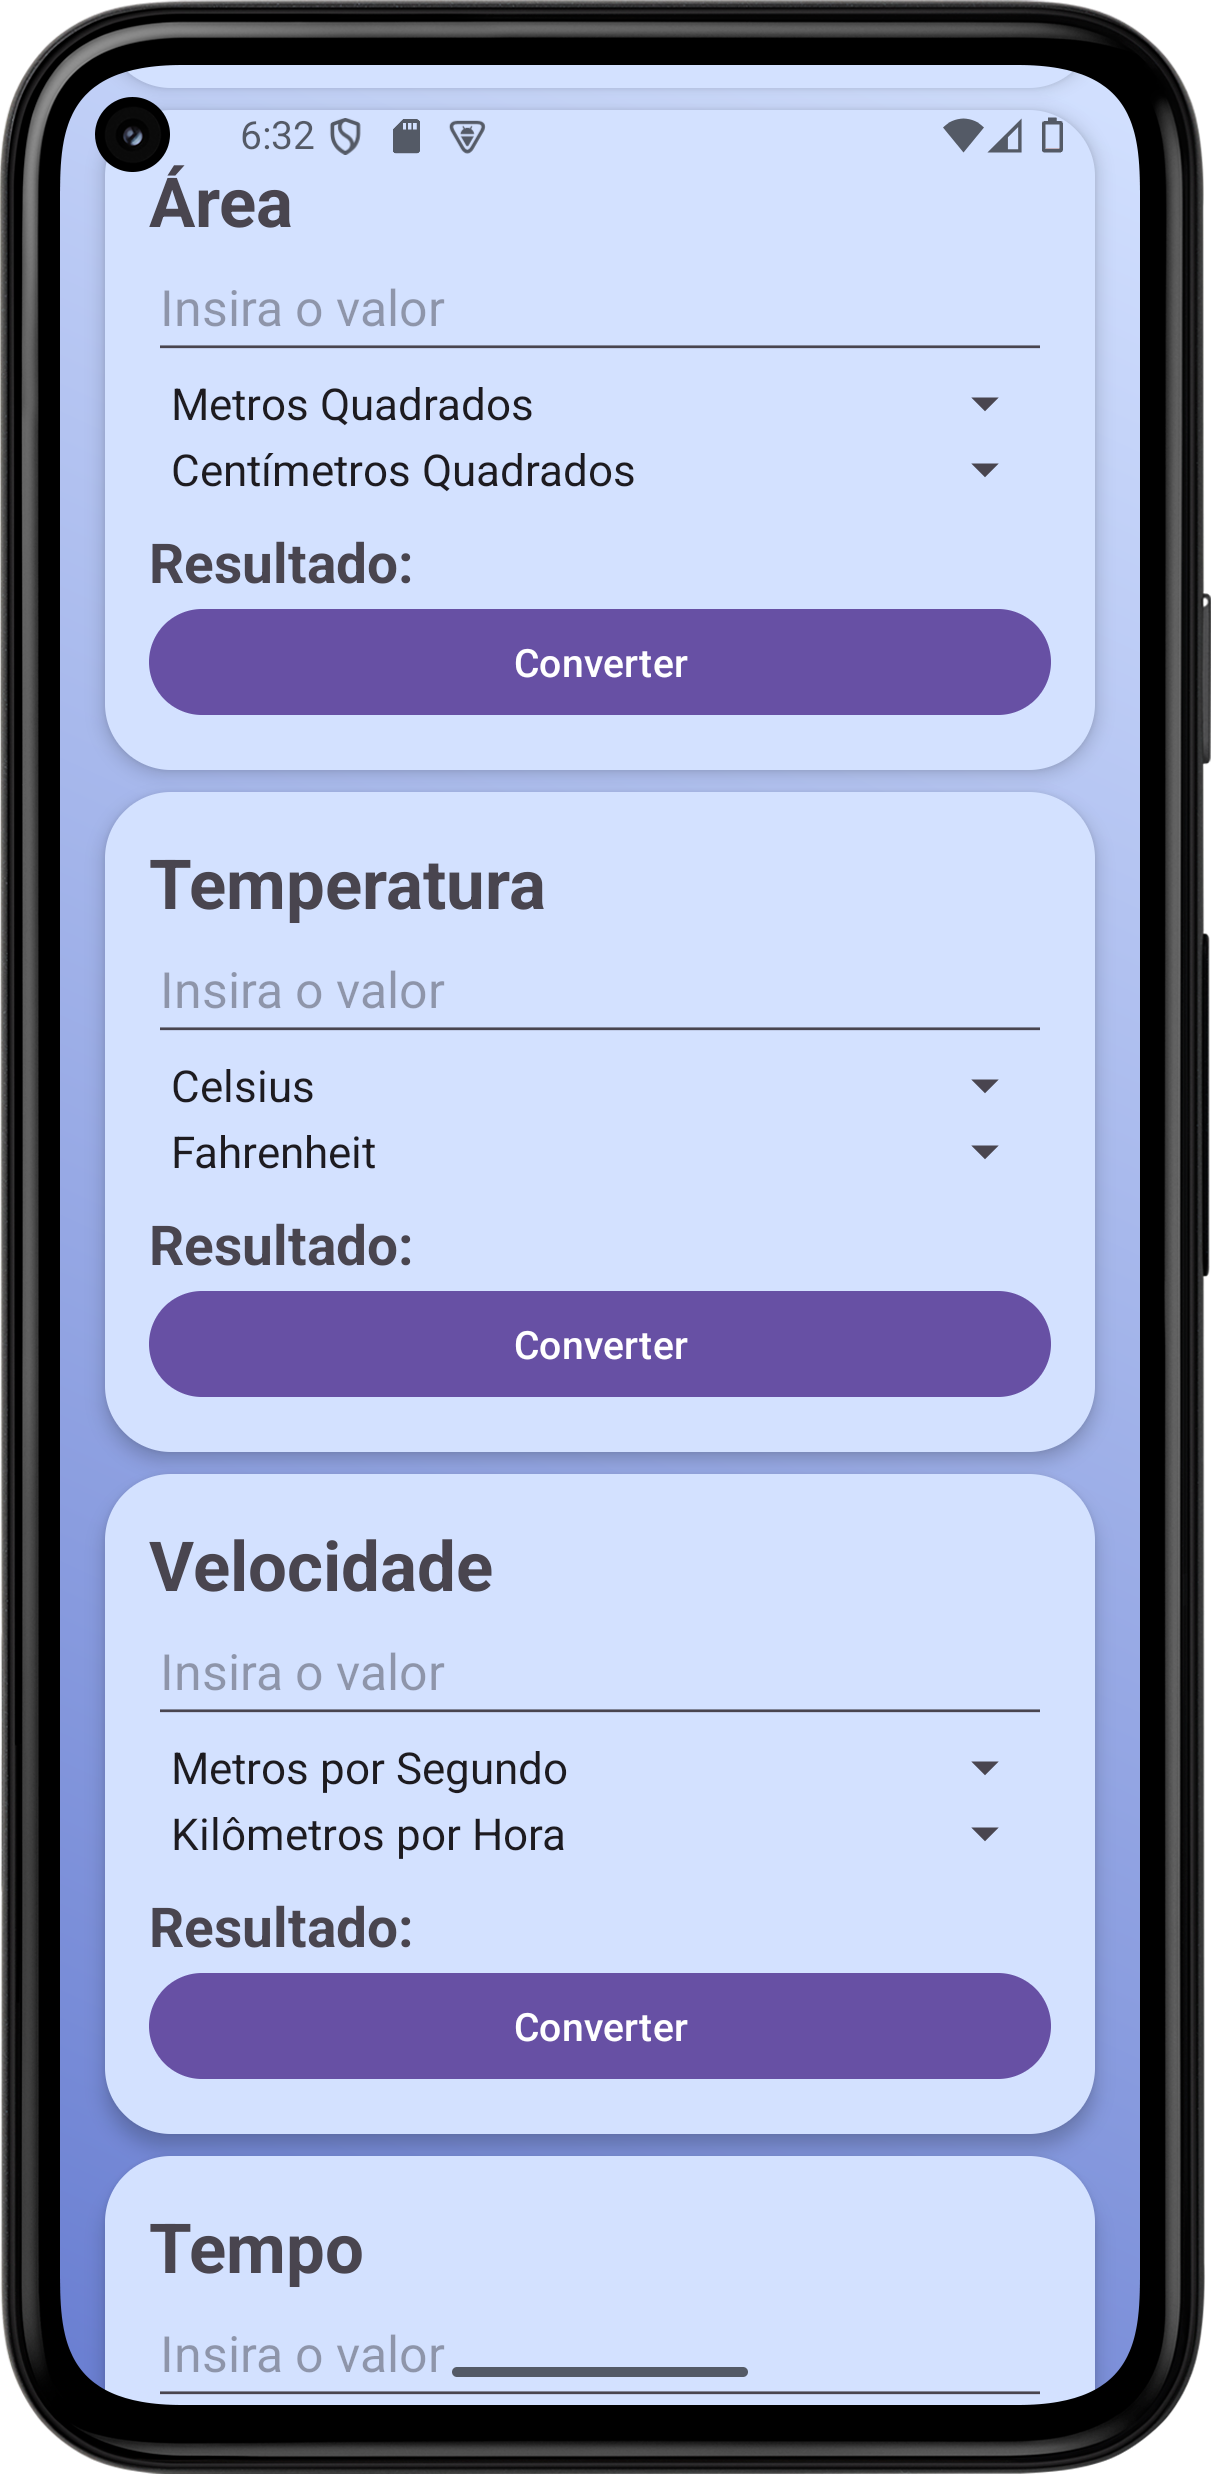 6:32
Área
Insira o valor
Metros Quadrados
Centímetros Quadrados
Resultado:
Converter
Temperatura
Insira o valor
Celsius
Fahrenheit
Resultado:
Converter
Velocidade
Insira o valor
Metros por Segundo
Kilômetros por Hora
Resultado:
Converter
Tempo
Insira o valor